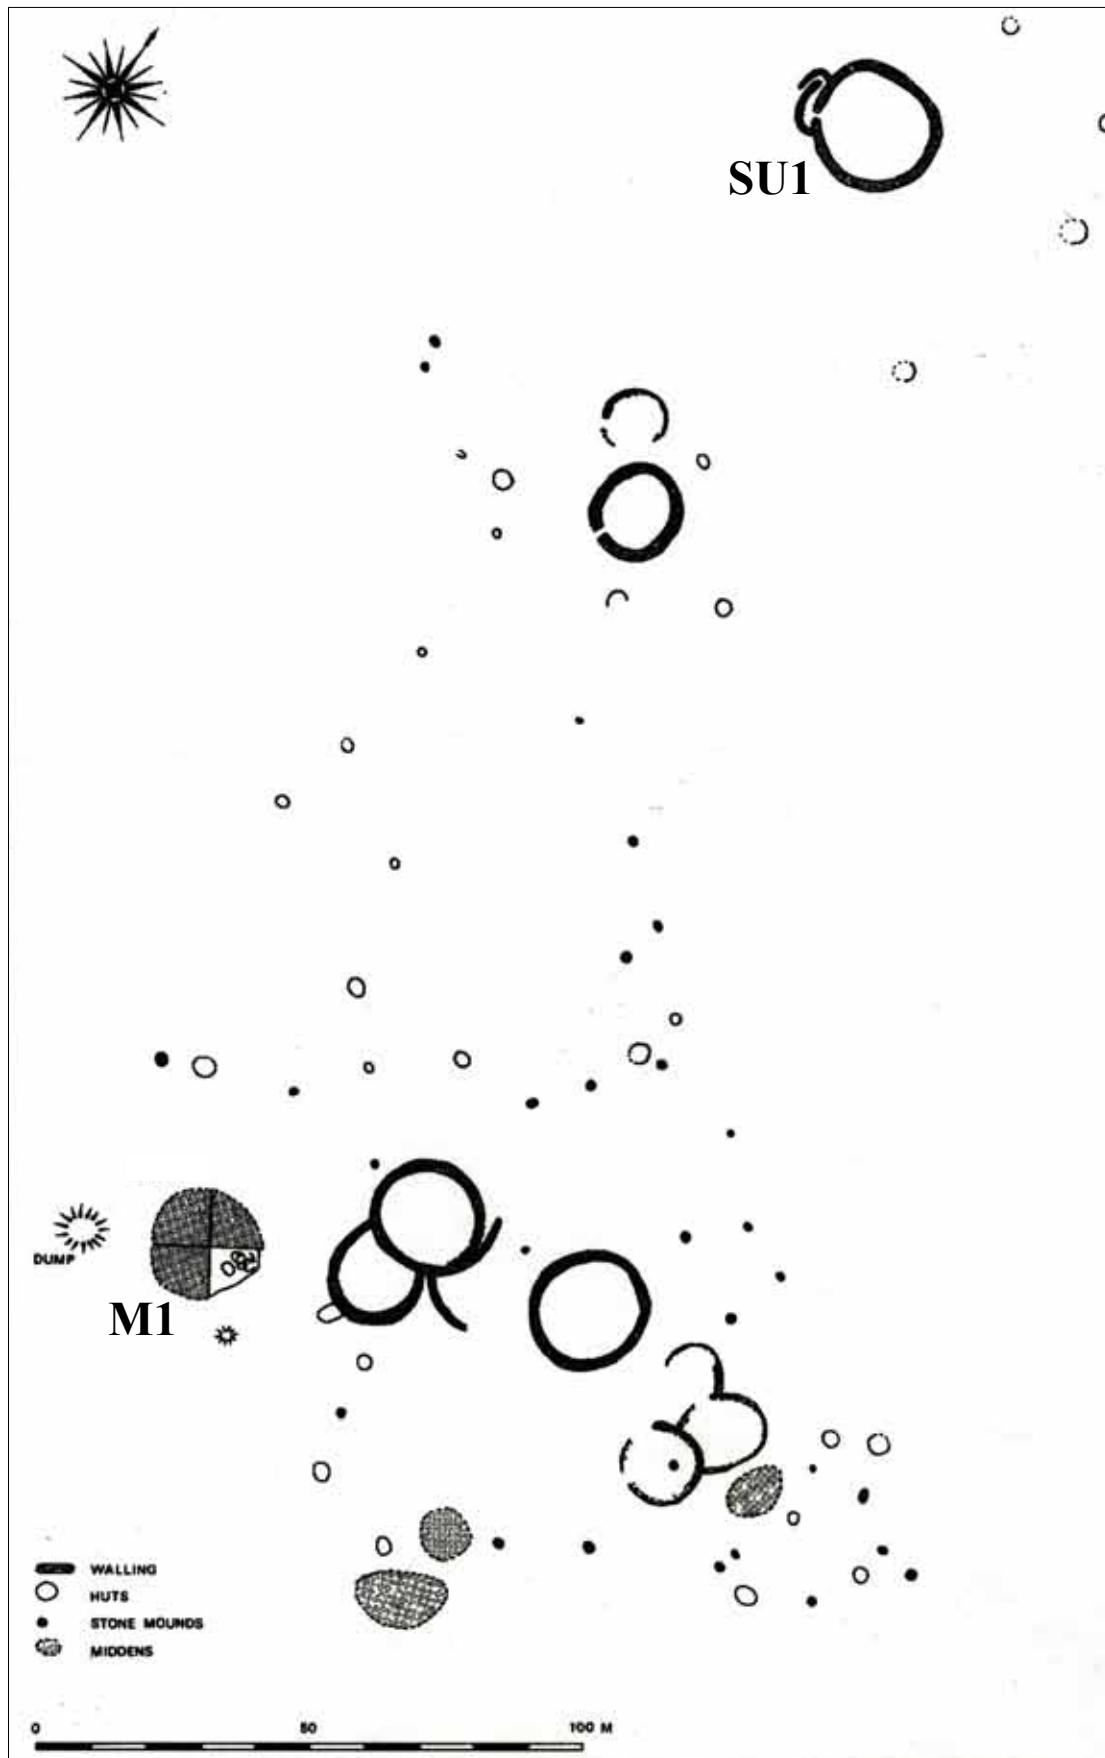 SU1
DUMP
M1
WALLING
HUTS
STONE MOUNDS
MIDDENS
0 50 100 M